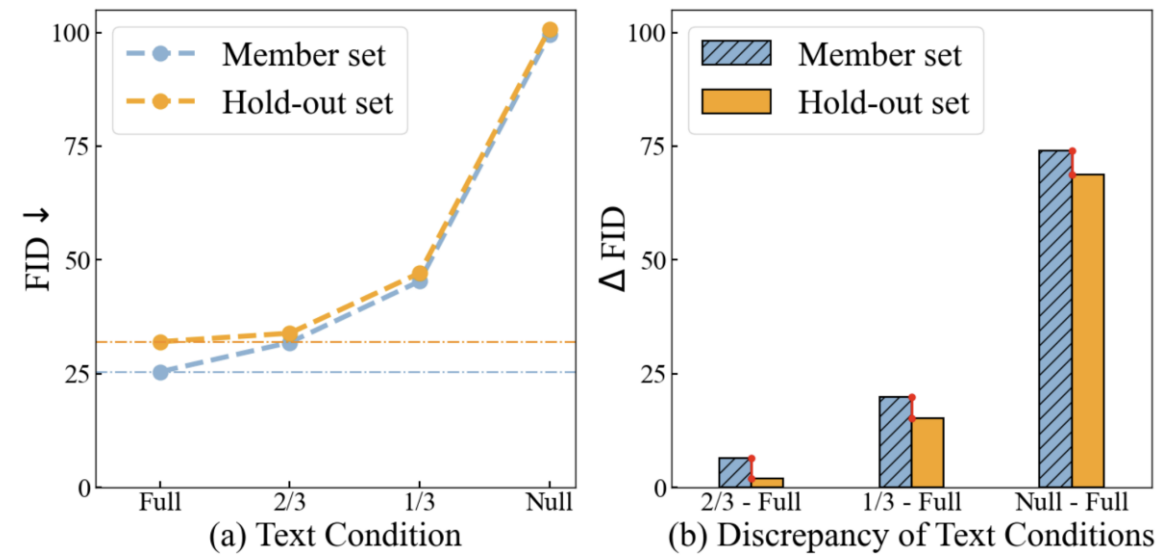 100
75
50
25
0
FID ↓
Member set
Hold-out set
Full
2/3
1/3
Null
(a) Text Condition
100
75
50
25
0
Δ FID
Member set
Hold-out set
2/3 - Full
1/3 - Full
Null - Full
(b) Discrepancy of Text Conditions